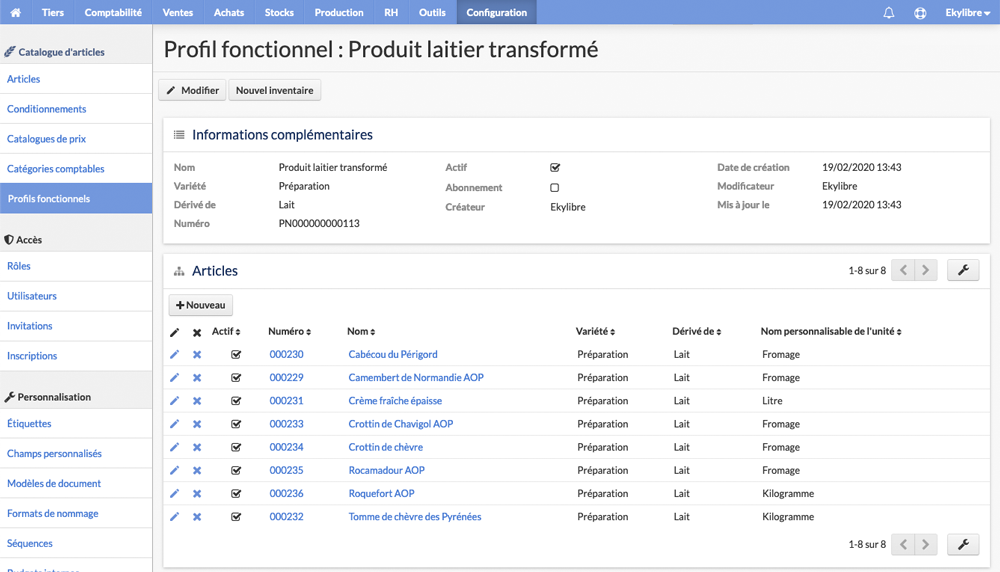 Tiers Comptabilité Ventes Achats Stocks Production RH Outils Configuration Ekylibre
Catalogue d'articles
Articles
Conditionnements
Catalogues de prix
Catégories comptables
Profils fonctionnels
Accès
Rôles
Utilisateurs
Invitations
Inscriptions
Personnalisation
Étiquettes
Champs personnalisés
Modèles de document
Formats de nommage
Séquences
Profil fonctionnel : Produit laitier transformé
Modifier Nouvel inventaire
Informations complémentaires
Nom Produit laitier transformé Actif Date de création 19/02/2020 13:43
Variété Préparation Abonnement Modificateur Ekylibre
Dérivé de Lait Créateur Ekylibre Mis à jour le 19/02/2020 13:43
Numéro PN000000000113
Articles 1-8 sur 8
Nouveau
Actif Numéro Nom Variété Dérivé de Nom personnalisable de l'unité
000230 Cabécou du Périgord Préparation Lait Fromage
000229 Camembert de Normandie AOP Préparation Lait Fromage
000231 Crème fraîche épaisse Préparation Lait Litre
000233 Crottin de Chavigol AOP Préparation Lait Fromage
000234 Crottin de chèvre Préparation Lait Fromage
000235 Rocamadour AOP Préparation Lait Fromage
000236 Roquefort AOP Préparation Lait Kilogramme
000232 Tomme de chèvre des Pyrénées Préparation Lait Kilogramme
1-8 sur 8